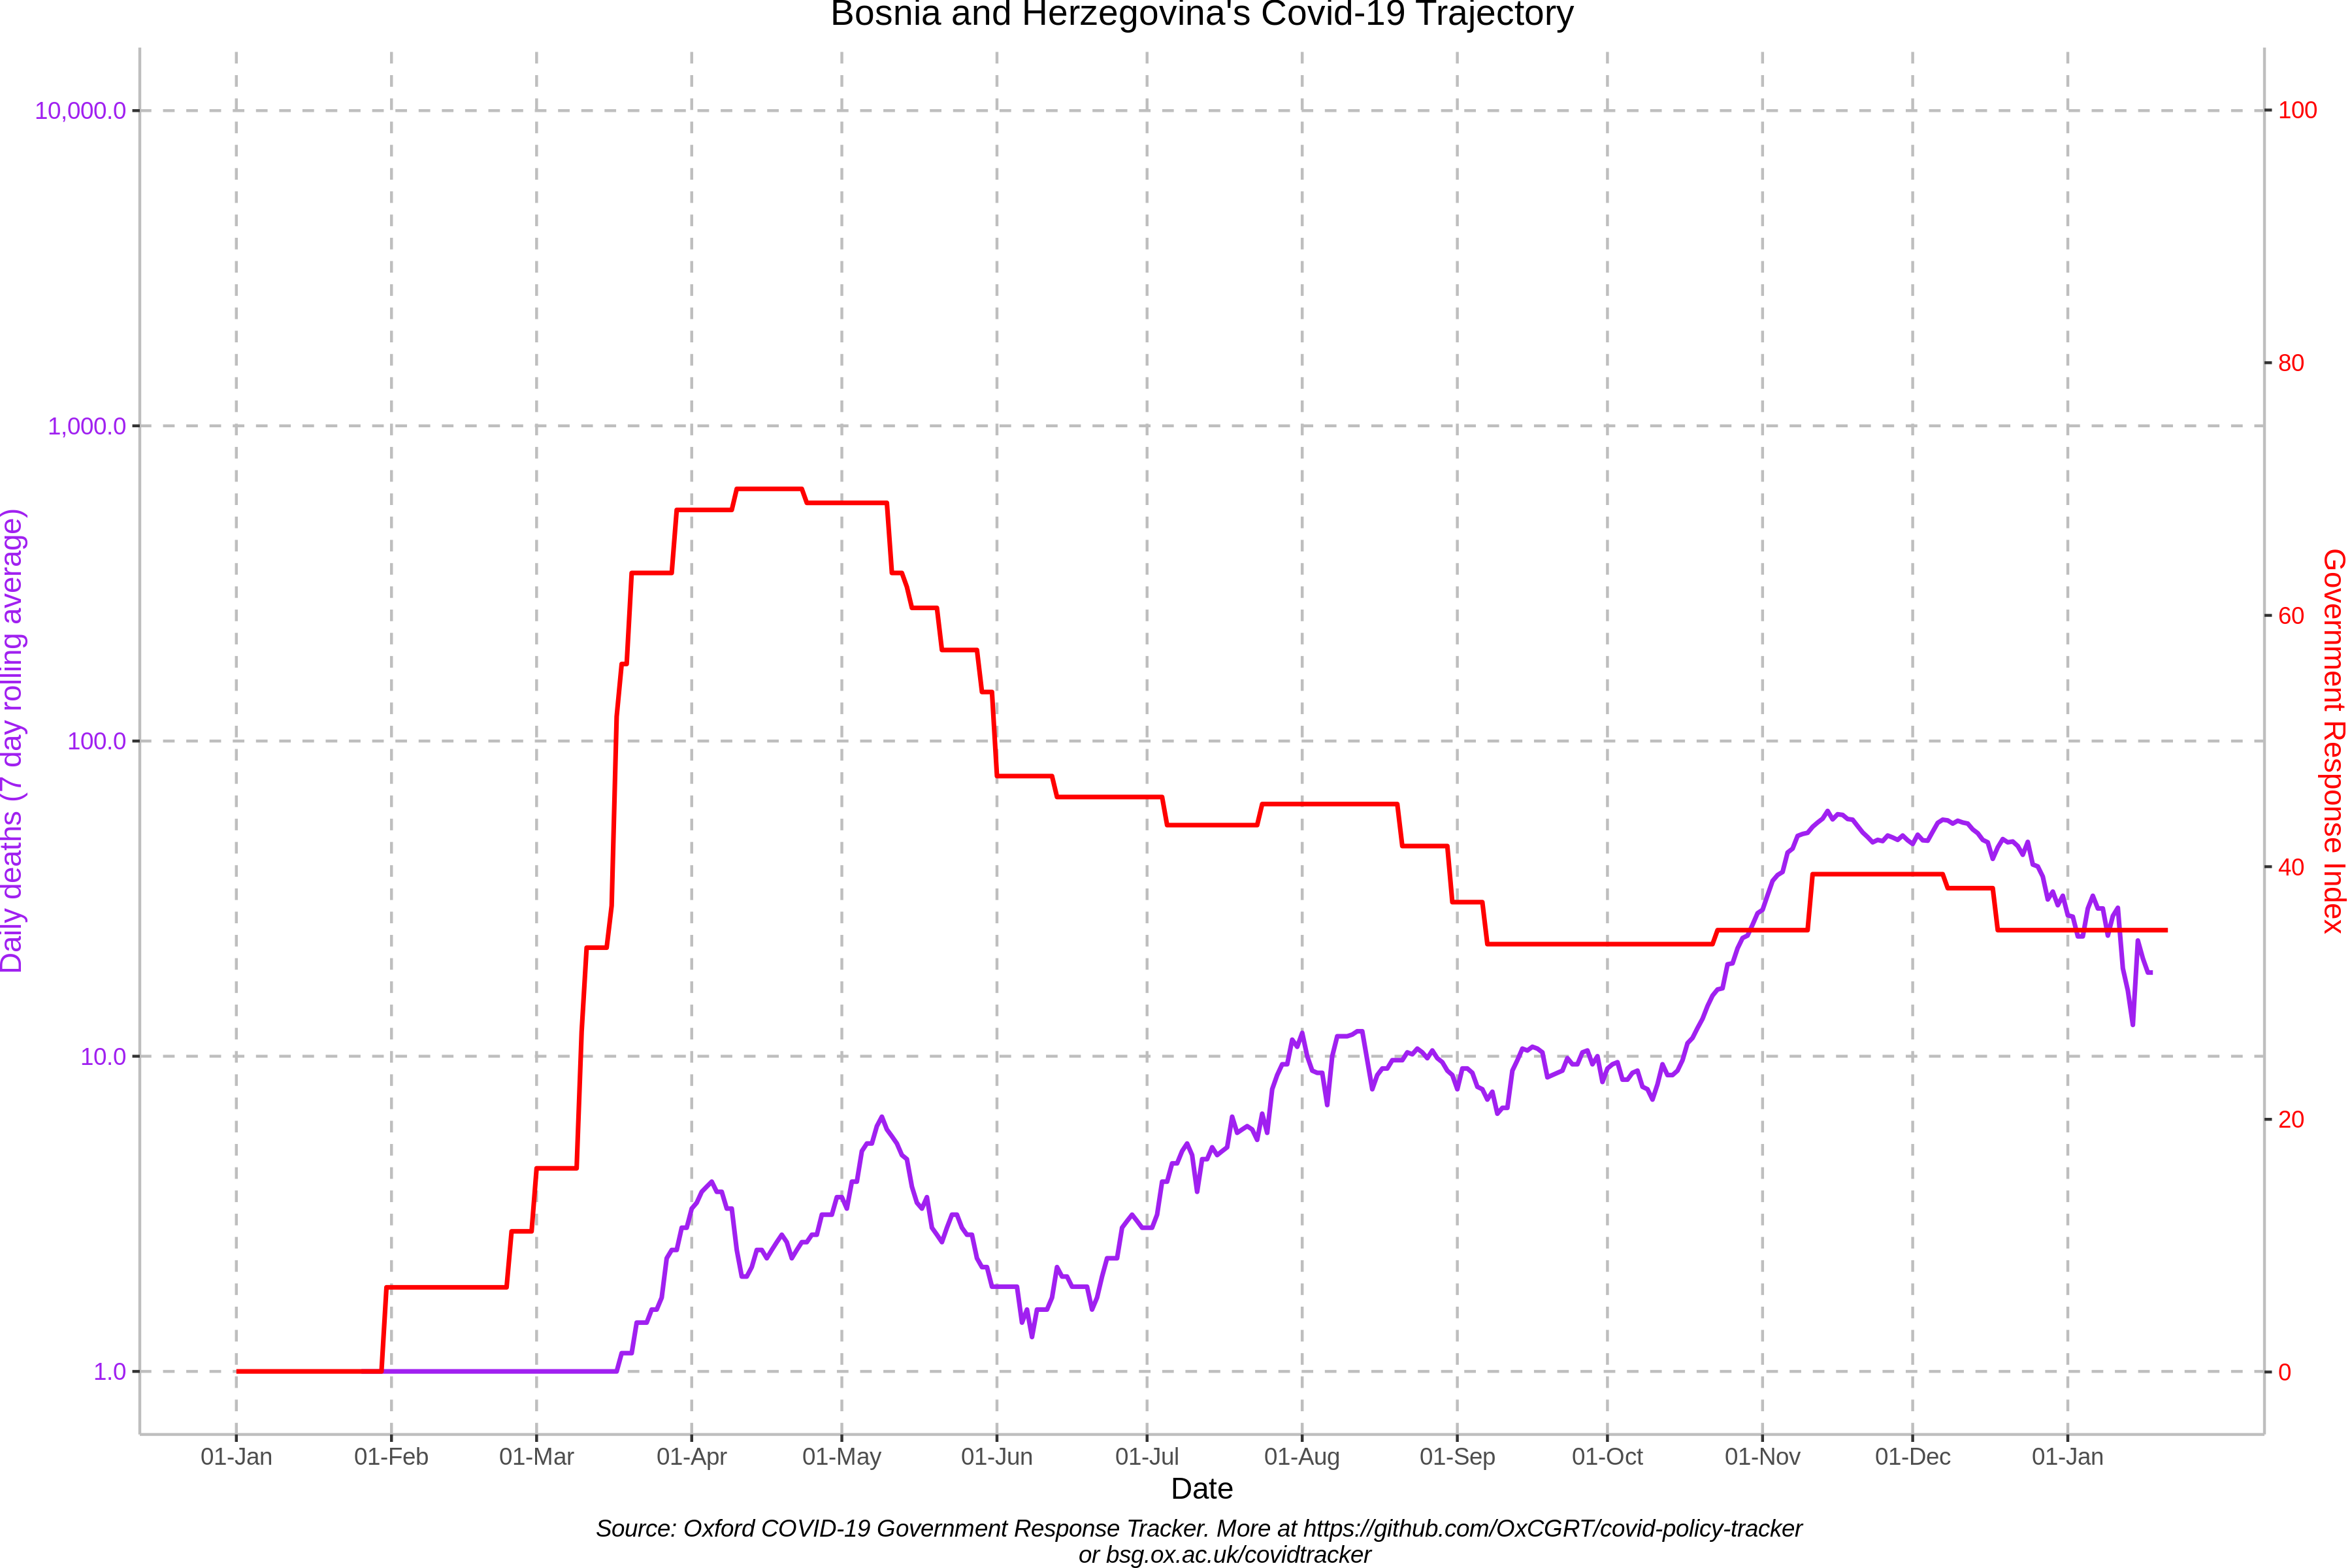 Bosnia and Herzegovina's Covid-19 Trajectory
10,000.0
1,000.0
100.0
10.0
1.0
Daily deaths (7 day rolling average)
100
80
60
40
20
0
Government Response Index
01-Jan 01-Feb 01-Mar 01-Apr 01-May 01-Jun 01-Jul 01-Aug 01-Sep 01-Oct 01-Nov 01-Dec 01-Jan
Date
Source: Oxford COVID-19 Government Response Tracker. More at https://github.com/OxCGRT/covid-policy-tracker
or bsg.ox.ac.uk/covidtracker